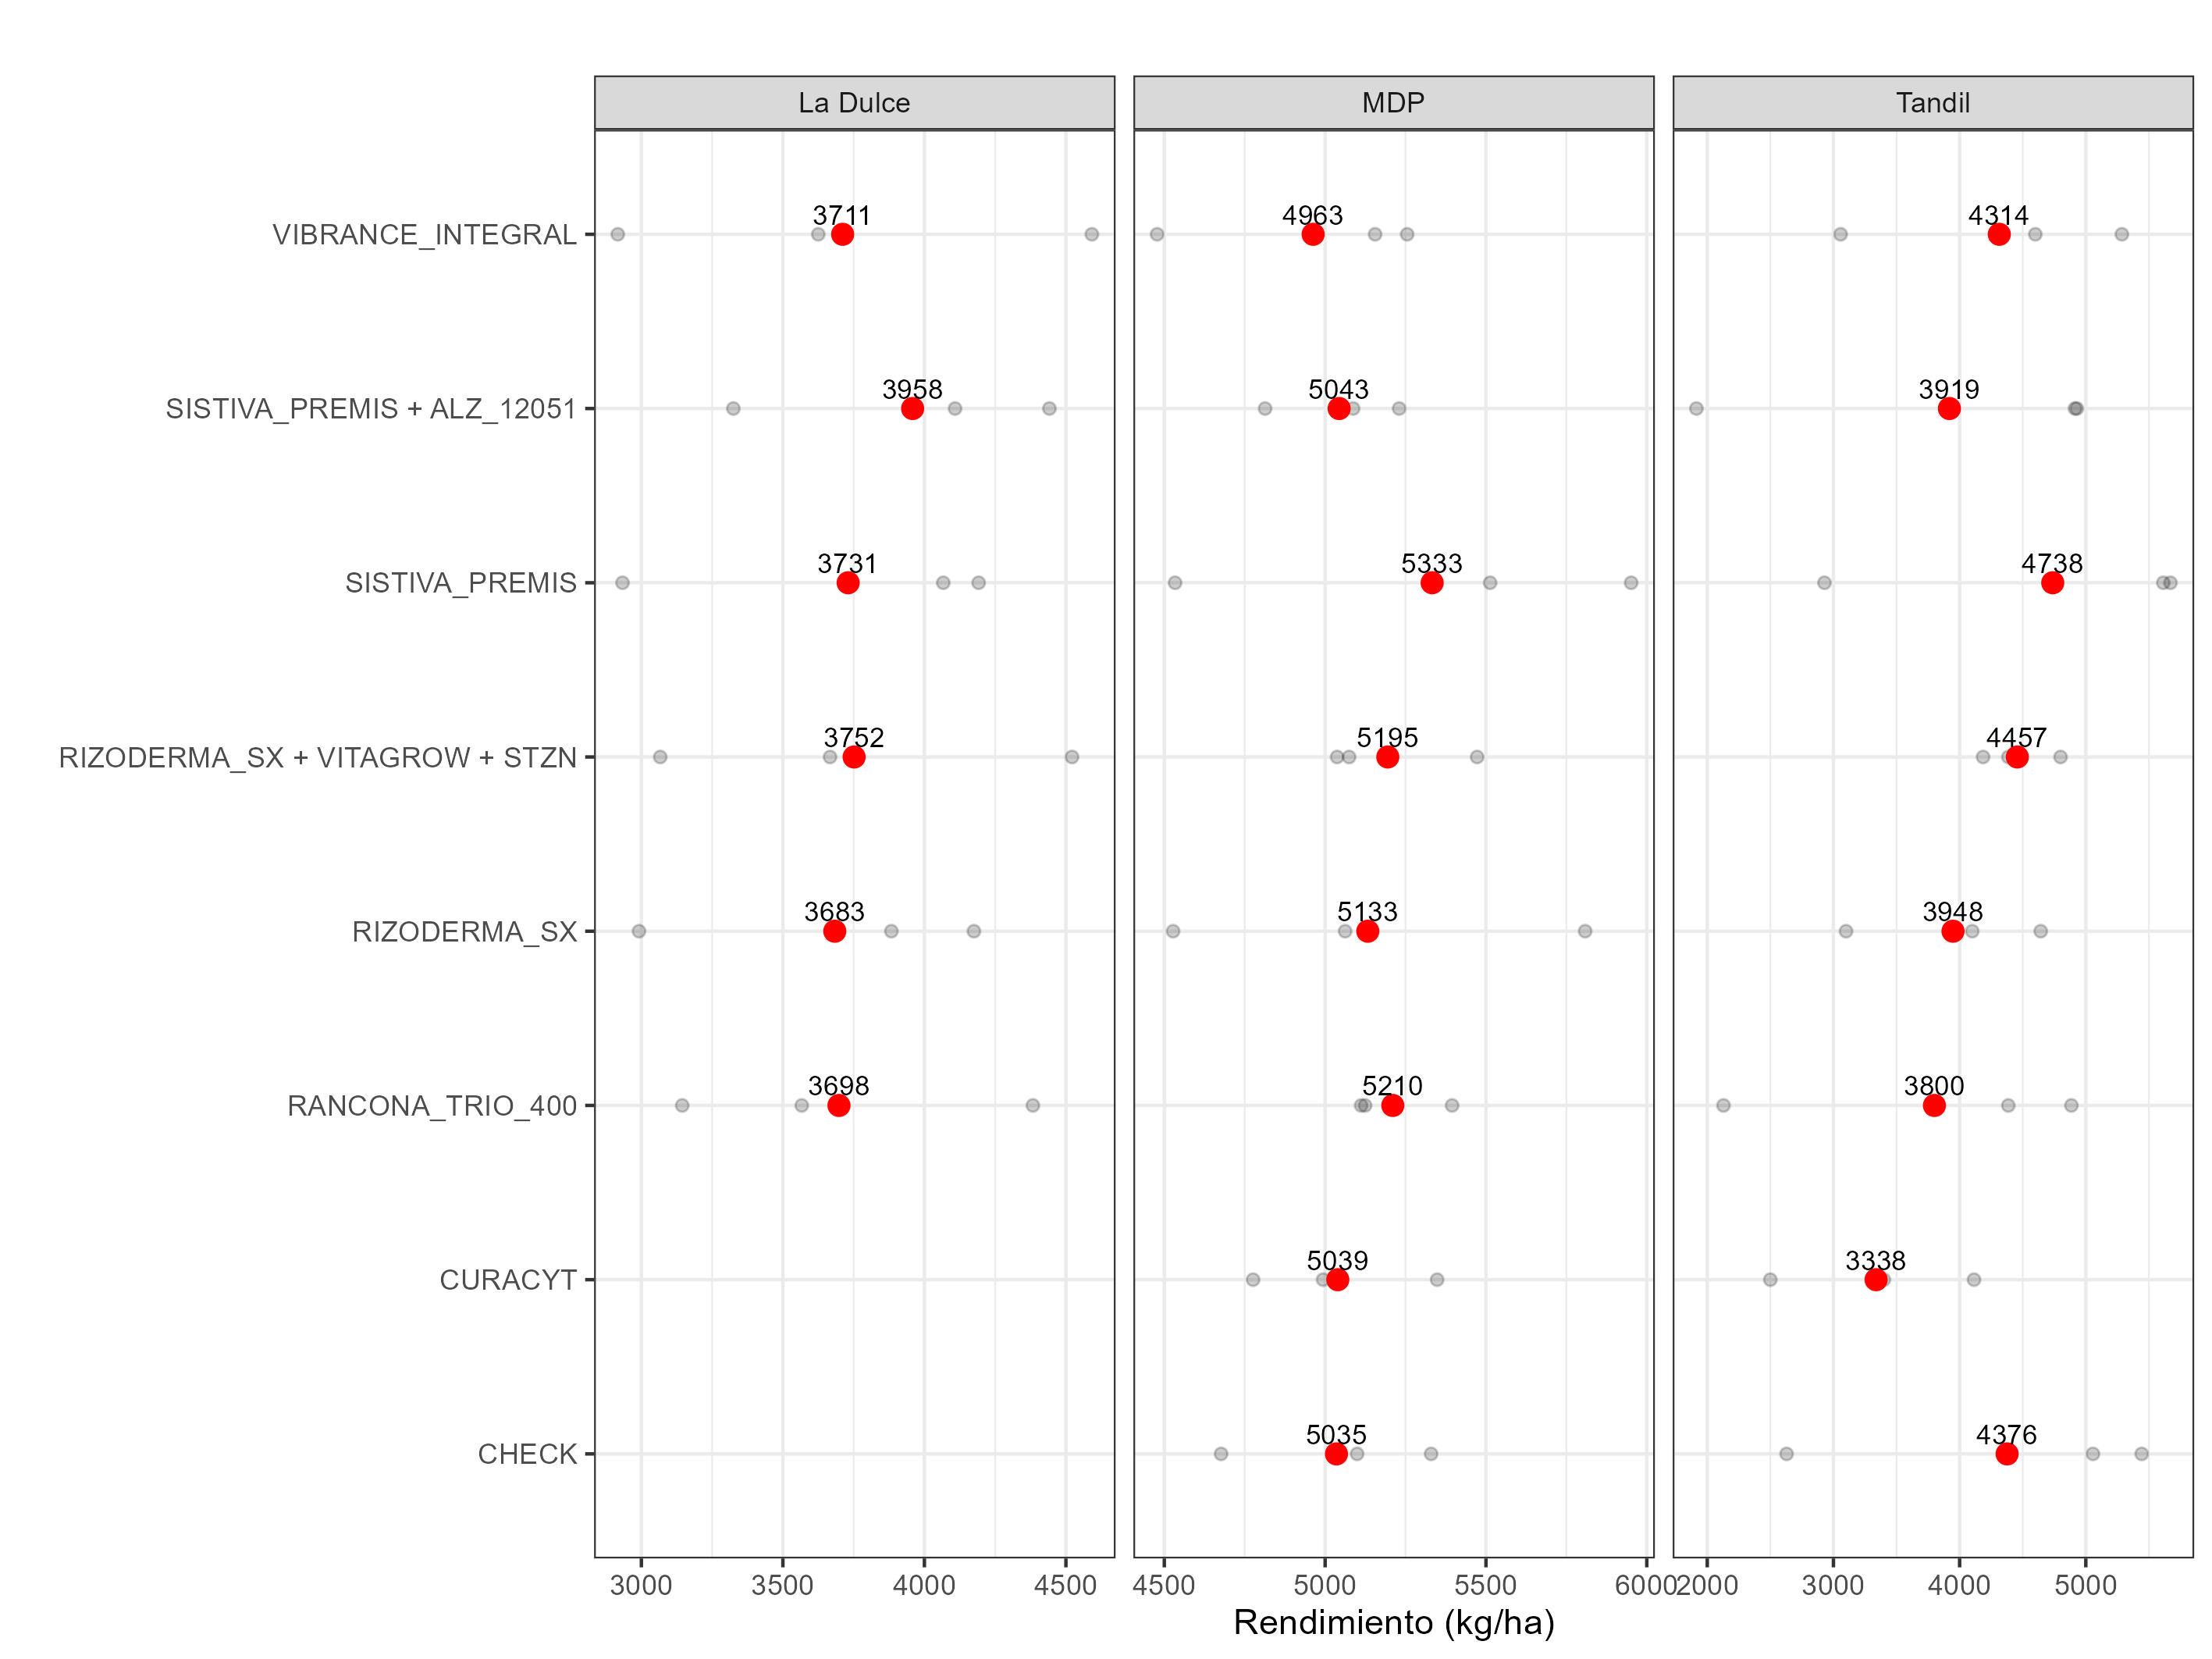 La Dulce MDP Tandil
VIBRANCE_INTEGRAL 3711 4963 4314
SISTIVA_PREMIS + ALZ_12051 3958 5043 3919
SISTIVA_PREMIS 3731 5333 4738
RIZODERMA_SX + VITAGROW + STZN 3752 5195 4457
RIZODERMA_SX 3683 5133 3948
RANCONA_TRIO_400 3698 5210 3800
CURACYT 5039 3338
CHECK 5035 4376
3000 3500 4000 4500 4500 5000 5500 6000 2000 3000 4000 5000
Rendimiento (kg/ha)